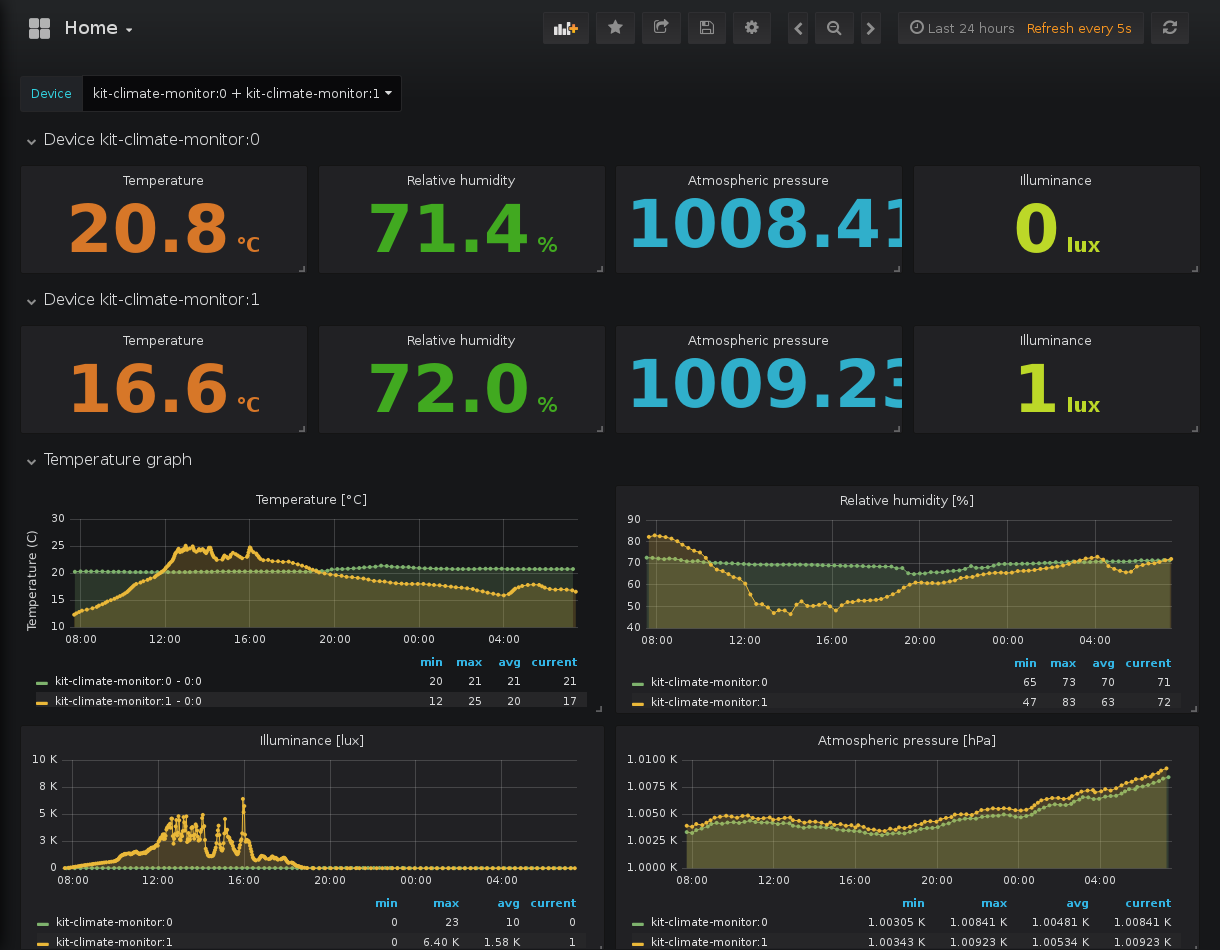 Home
Last 24 hours Refresh every 5s
Device kit-climate-monitor:0 + kit-climate-monitor:1
Device kit-climate-monitor:0
Temperature Relative humidity Atmospheric pressure Illuminance
20.8 °C 71.4 % 1008.41 0 lux
Device kit-climate-monitor:1
Temperature Relative humidity Atmospheric pressure Illuminance
16.6 °C 72.0 % 1009.23 1 lux
Temperature graph
Temperature [°C]
Temperature (C)
30
25
20
15
10
08:00 12:00 16:00 20:00 00:00 04:00
min max avg current
kit-climate-monitor:0 - 0:0 20 21 21 21
kit-climate-monitor:1 - 0:0 12 25 20 17
Relative humidity [%]
90
80
70
60
50
40
08:00 12:00 16:00 20:00 00:00 04:00
min max avg current
kit-climate-monitor:0 65 73 70 71
kit-climate-monitor:1 47 83 63 72
Illuminance [lux]
10 K
8 K
5 K
3 K
0
08:00 12:00 16:00 20:00 00:00 04:00
min max avg current
kit-climate-monitor:0 0 23 10 0
kit-climate-monitor:1 0 6.40 K 1.58 K 1
Atmospheric pressure [hPa]
1.0100 K
1.0075 K
1.0050 K
1.0025 K
1.0000 K
08:00 12:00 16:00 20:00 00:00 04:00
min max avg current
kit-climate-monitor:0 1.00305 K 1.00841 K 1.00481 K 1.00841 K
kit-climate-monitor:1 1.00343 K 1.00923 K 1.00534 K 1.00923 K